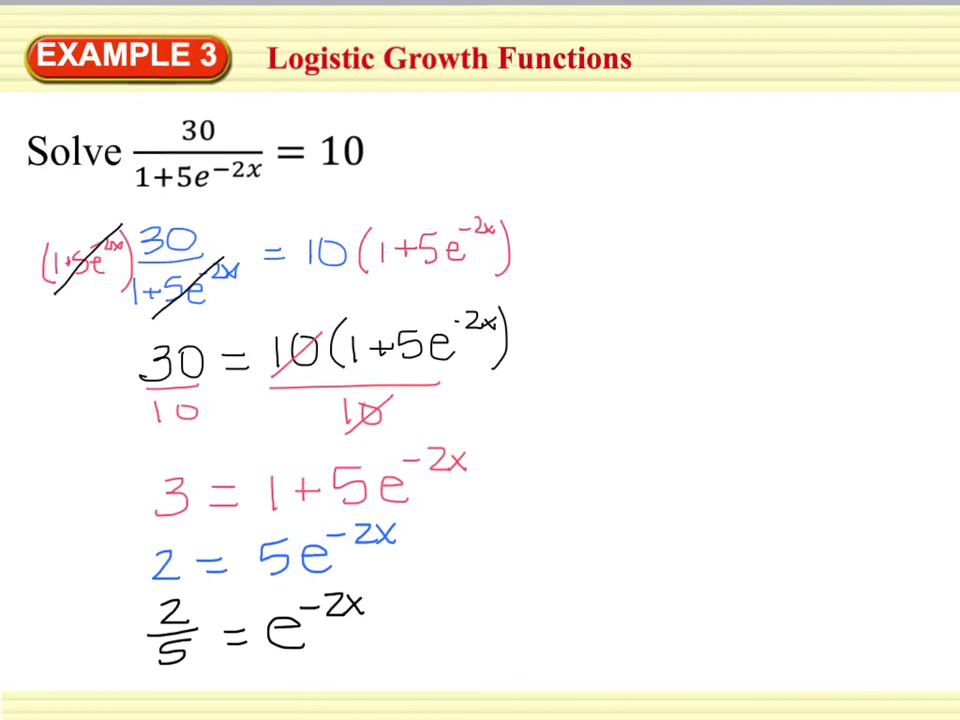 EXAMPLE 3 Logistic Growth Functions
Solve 30/(1+5e^{-2x}) = 10
(1+5e^{-2x}) 30/(1+5e^{-2x}) = 10(1+5e^{-2x})
30/10 = 10(1+5e^{-2x})/10
3 = 1+5e^{-2x}
2 = 5e^{-2x}
2/5 = e^{-2x}